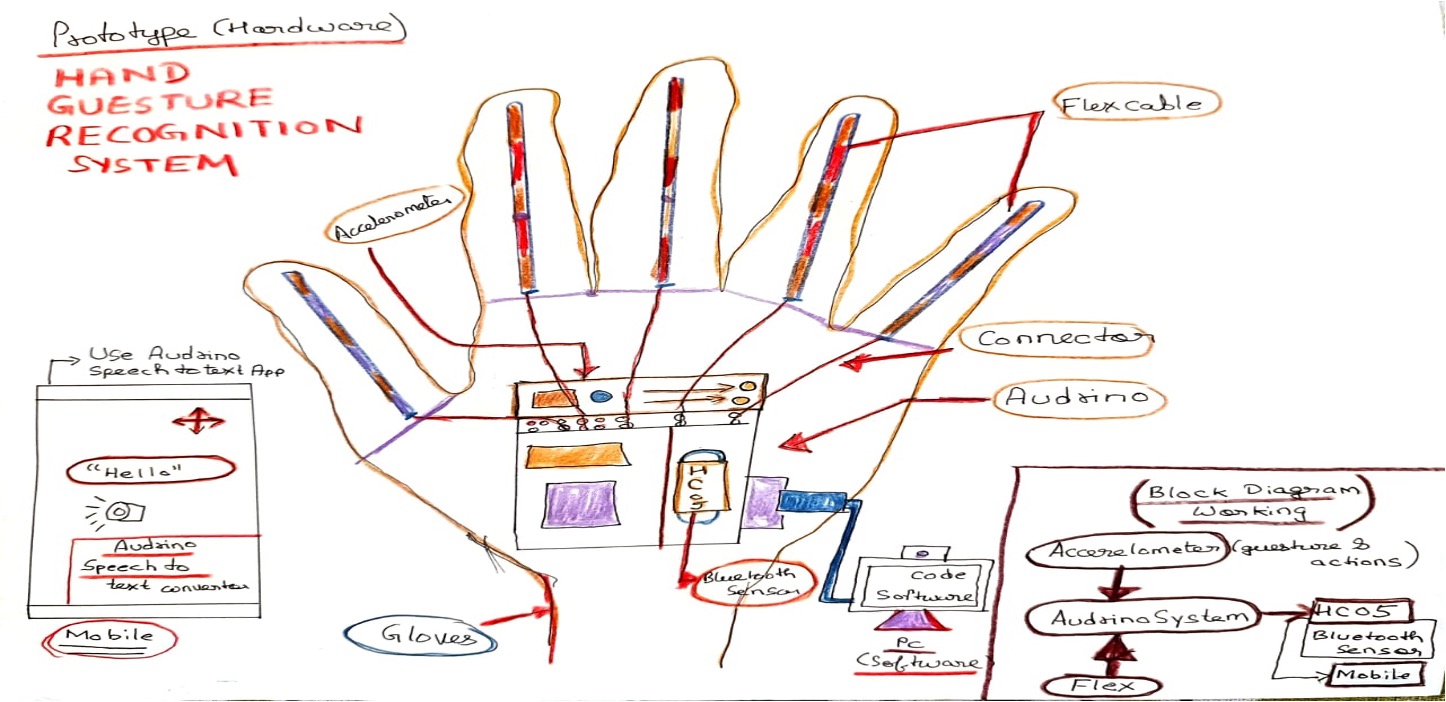 Prototype (Hardware)
HAND
GUESTURE
RECOGNITION
SYSTEM
Accelerometer
Flex cable
Connector
Audrino
Use Audrino
Speech to text App
"Hello"
Audrino
Speech to
text converter
Mobile
Gloves
HC05
Bluetooth
Sensor
Code
Software
PC
(Software
(Block Diagram
Working)
Accerelometer (guesture &
actions)
Audrino System
HC05
Bluetooth
Sensor
Mobile
Flex